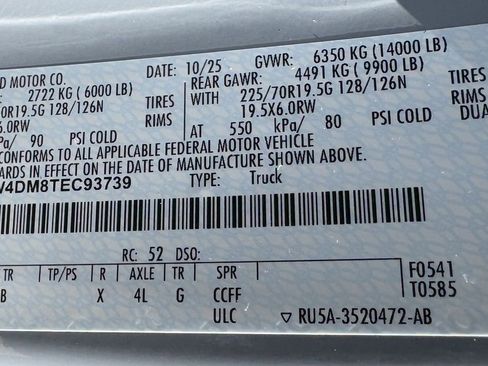 D MOTOR CO. DATE: 10/25 GVWR: 6350 KG (14000 LB)
2722 KG (6000 LB) REAR GAWR: 4491 KG (9900 LB)
0R19.5G 128/126N TIRES WITH 225/70R19.5G 128/126N TIRES
6.0RW RIMS 19.5X6.0RW RIMS
kPa/ 90 PSI COLD AT 550 kPa/ 80 PSI COLD DUA
CONFORMS TO ALL APPLICABLE FEDERAL MOTOR VEHICLE
S IN EFFECT ON THE DATE OF MANUFACTURE SHOWN ABOVE.
4DM8TEC93739 TYPE: Truck
RC: 52 DSO:
TR TP/PS R AXLE TR SPR F0541
B X 4L G CCFF T0585
ULC ▽ RU5A-3520472-AB